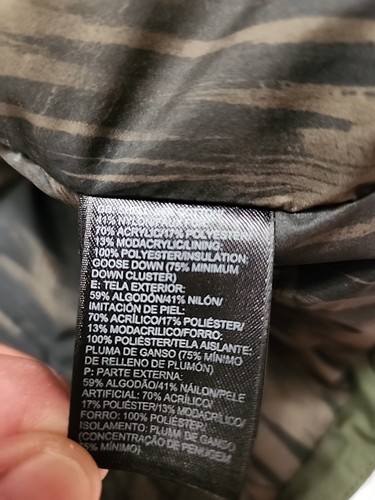 70% ACRYLIC/17% POLYESTER/
13% MODACRYLIC/LINING:
100% POLYESTER/INSULATION:
GOOSE DOWN (75% MINIMUM
DOWN CLUSTER)
E: TELA EXTERIOR:
59% ALGODÓN/41% NILÓN/
IMITACIÓN DE PIEL:
70% ACRÍLICO/17% POLIÉSTER/
13% MODACRILICO/FORRO:
100% POLIÉSTER/TELA AISLANTE:
PLUMA DE GANSO (75% MÍNIMO
DE RELLENO DE PLUMÓN)
P: PARTE EXTERNA:
59% ALGODÃO/41% NÁILON/PELE
ARTIFICIAL: 70% ACRÍLICO/
17% POLIÉSTER/13% MODACRÍLICO/
FORRO: 100% POLIÉSTER/
ISOLAMENTO: PLUMA DE GANSO
(CONCENTRAÇÃO DE PENUGEM
75% MÍNIMO)